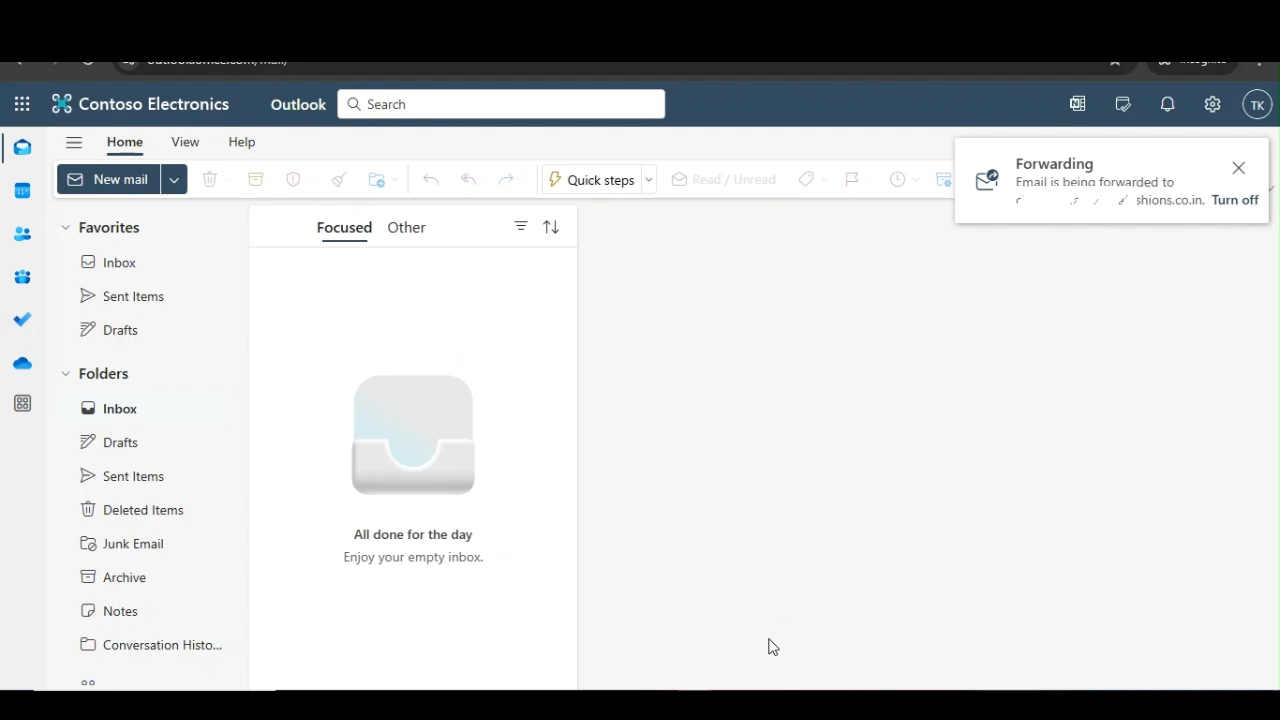 Contoso Electronics
Outlook
Search
TK
Home View Help
New mail
Quick steps
Read / Unread
Forwarding
Email is being forwarded to
shions.co.in. Turn off
Favorites
Inbox
Sent Items
Drafts
Folders
Inbox
Drafts
Sent Items
Deleted Items
Junk Email
Archive
Notes
Conversation Histo...
Focused Other
All done for the day
Enjoy your empty inbox.